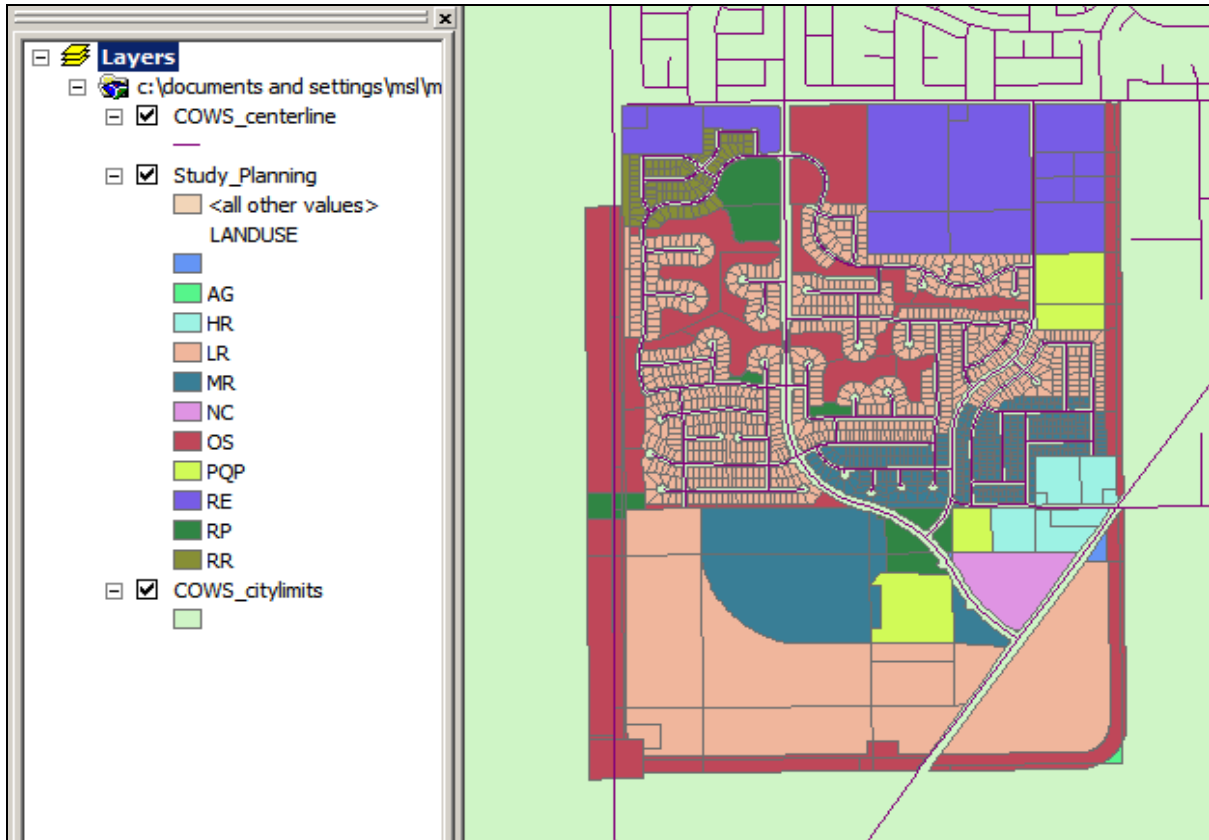 Layers
c:\documents and settings\msl\m
COWS_centerline
Study_Planning
<all other values>
LANDUSE
AG
HR
LR
MR
NC
OS
PQP
RE
RP
RR
COWS_citylimits